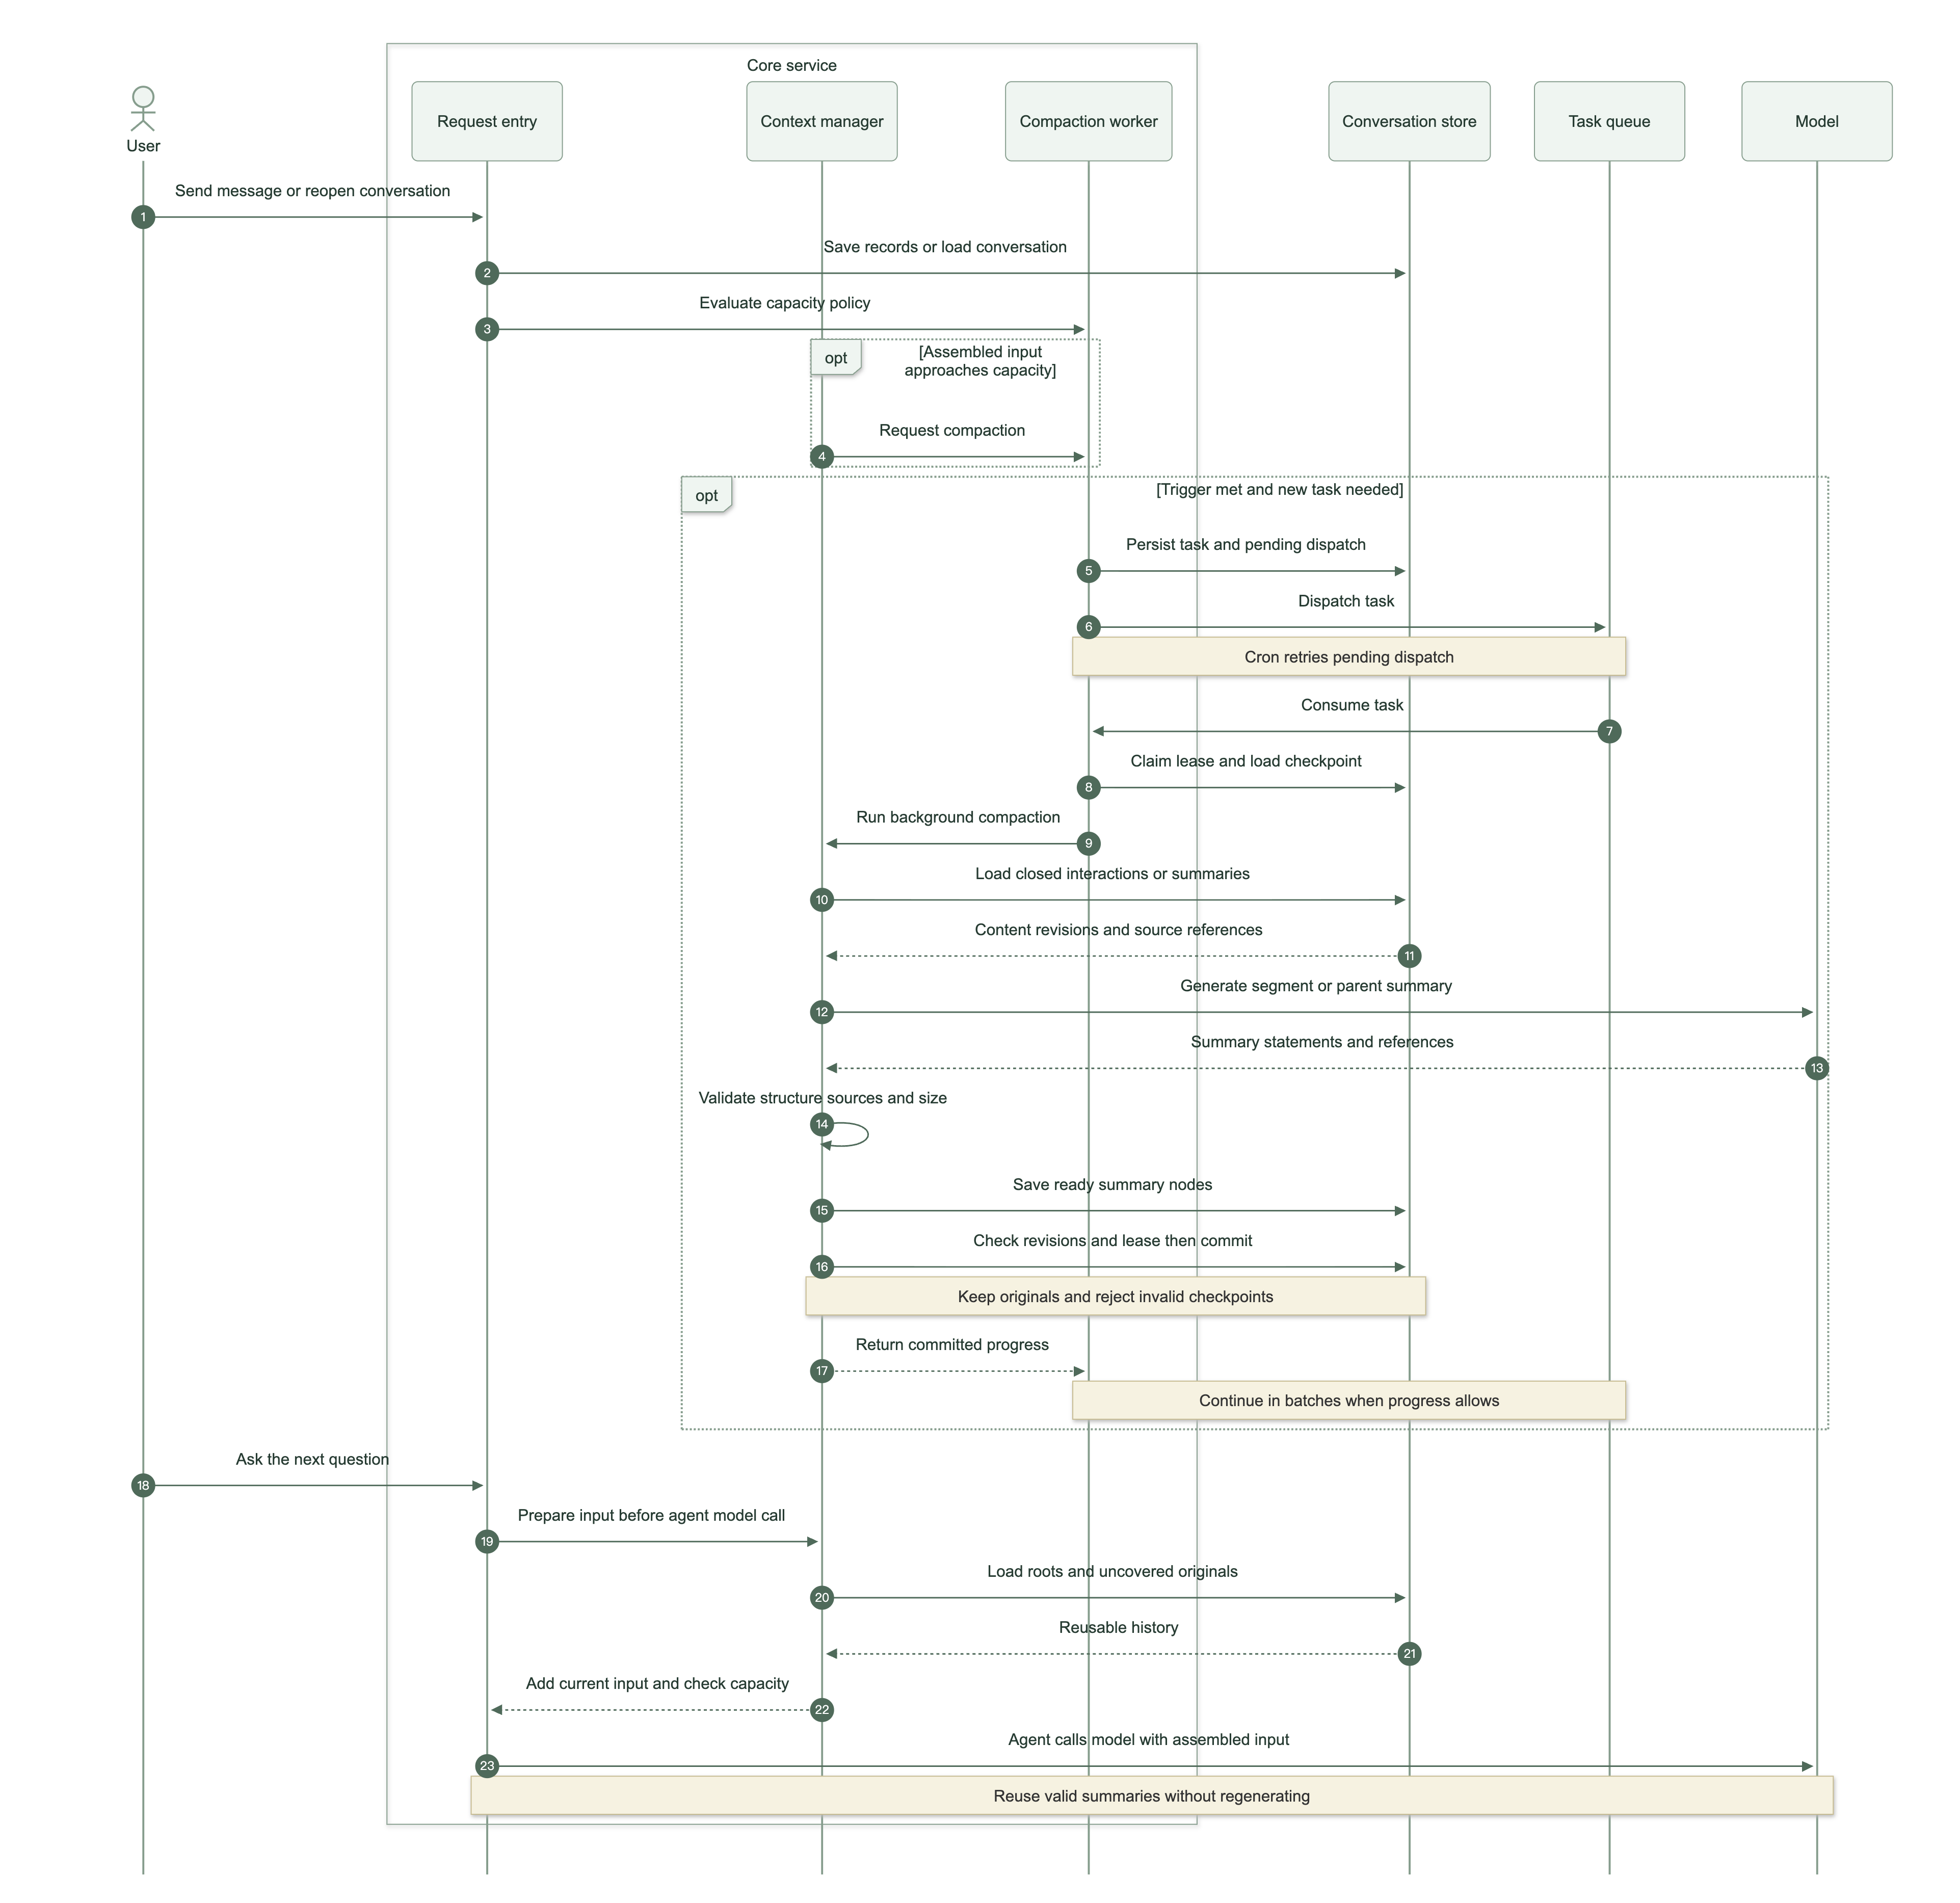 Core service
User
Request entry
Context manager
Compaction worker
Conversation store
Task queue
Model
Send message or reopen conversation
1
Save records or load conversation
2
Evaluate capacity policy
3
opt
[Assembled input
approaches capacity]
Request compaction
4
opt
[Trigger met and new task needed]
Persist task and pending dispatch
5
Dispatch task
6
Cron retries pending dispatch
Consume task
7
Claim lease and load checkpoint
8
Run background compaction
9
Load closed interactions or summaries
10
Content revisions and source references
11
Generate segment or parent summary
12
Summary statements and references
13
Validate structure sources and size
14
Save ready summary nodes
15
Check revisions and lease then commit
16
Keep originals and reject invalid checkpoints
Return committed progress
17
Continue in batches when progress allows
Ask the next question
18
Prepare input before agent model call
19
Load roots and uncovered originals
20
Reusable history
21
Add current input and check capacity
22
Agent calls model with assembled input
23
Reuse valid summaries without regenerating